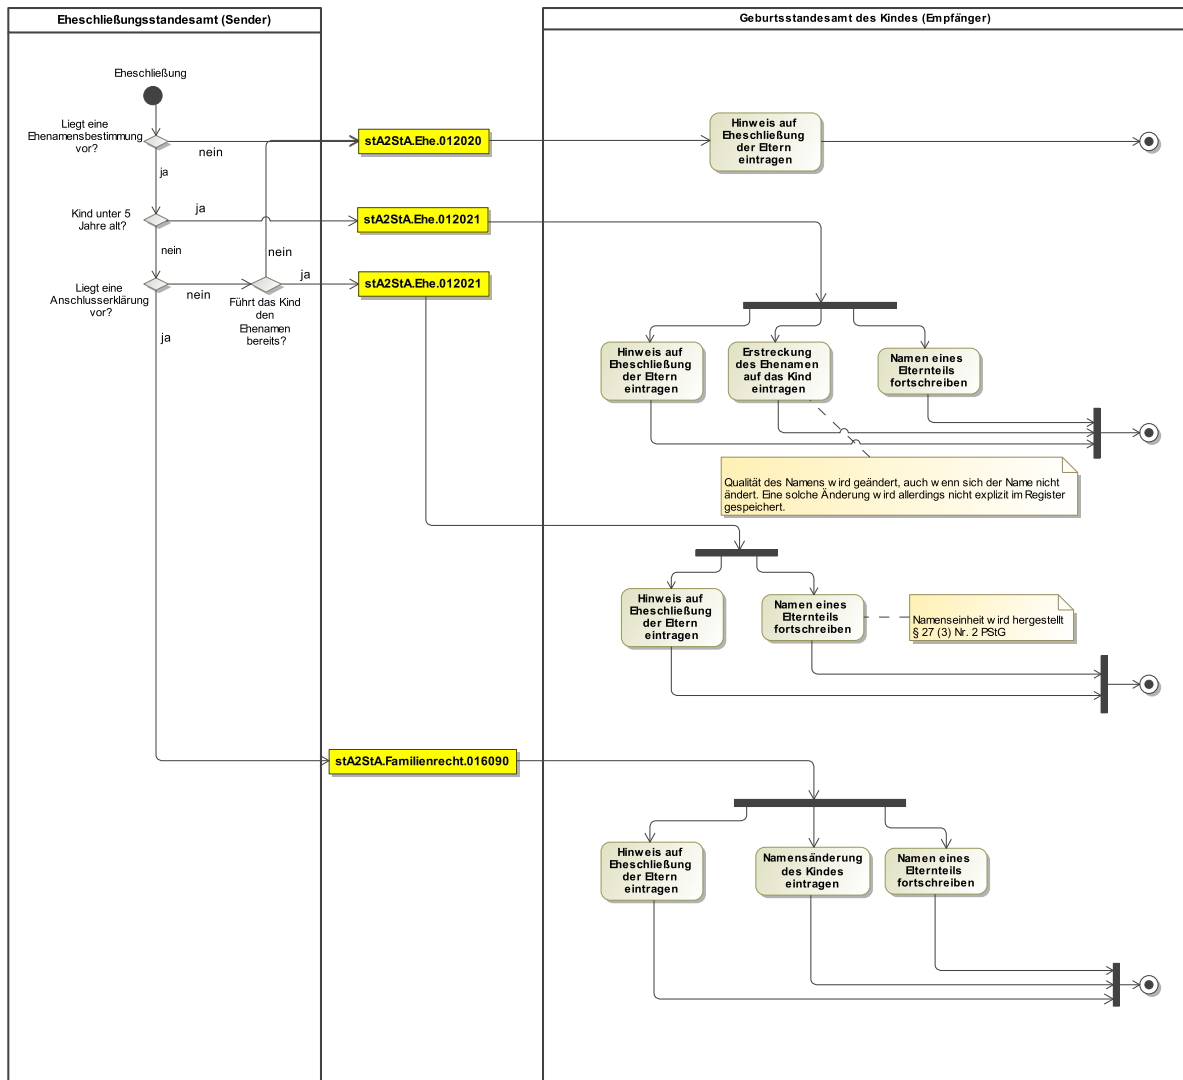 Eheschließungsstandesamt (Sender)
Geburtsstandesamt des Kindes (Empfänger)
Eheschließung
Liegt eine
Ehenamensbestimmung
vor?
nein
ja
stA2StA.Ehe.012020
Hinweis auf
Eheschließung
der Eltern
eintragen
Kind unter 5
Jahre alt?
ja
nein
stA2StA.Ehe.012021
Liegt eine
Anschlusserklärung
vor?
nein
ja
nein
ja
Führt das Kind
den
Ehenamen
bereits?
stA2StA.Ehe.012021
Hinweis auf
Eheschließung
der Eltern
eintragen
Erstreckung
des Ehenamen
auf das Kind
eintragen
Namen eines
Elternteils
fortschreiben
Qualität des Namens wird geändert, auch wenn sich der Name nicht
ändert. Eine solche Änderung wird allerdings nicht explizit im Register
gespeichert.
Hinweis auf
Eheschließung
der Eltern
eintragen
Namen eines
Elternteils
fortschreiben
Namenseinheit wird hergestellt
§ 27 (3) Nr. 2 PStG
stA2StA.Familienrecht.016090
Hinweis auf
Eheschließung
der Eltern
eintragen
Namensänderung
des Kindes
eintragen
Namen eines
Elternteils
fortschreiben